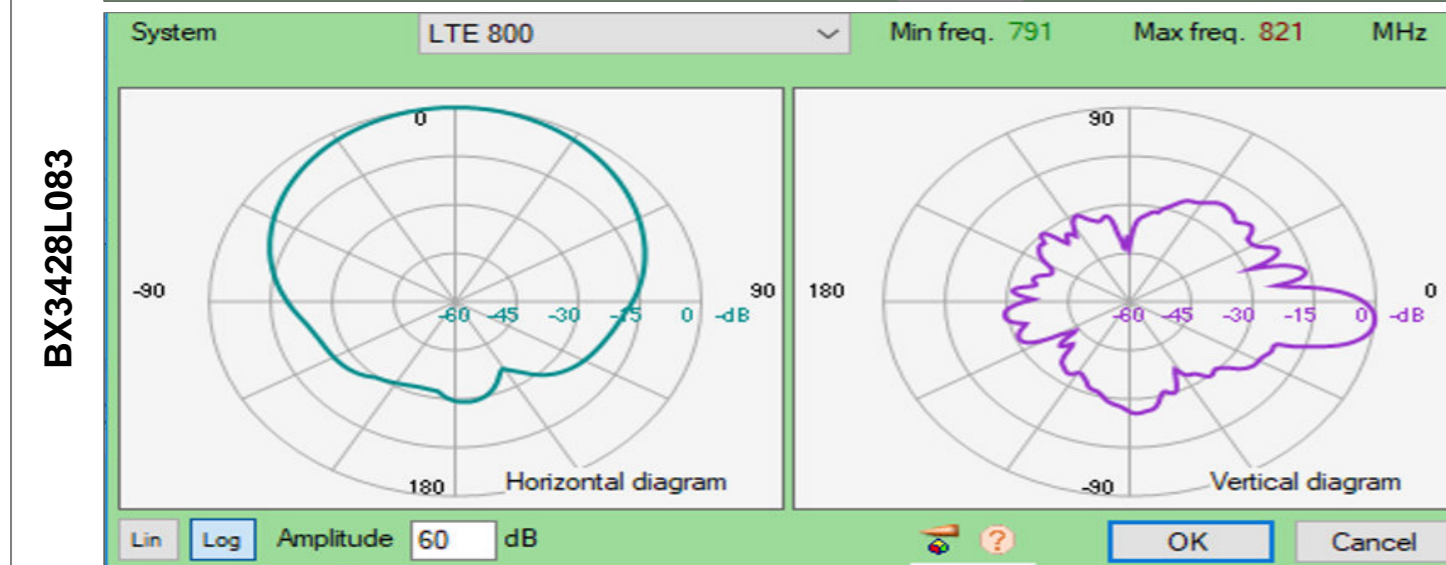 BX3428L083
System LTE 800 Min freq. 791 Max freq. 821 MHz
0
-90 90
-60 -45 -30 -15 0 -dB
180
Horizontal diagram
90
180 0
-60 -45 -30 -15 0 -dB
-90
Vertical diagram
Lin Log Amplitude 60 dB ? OK Cancel